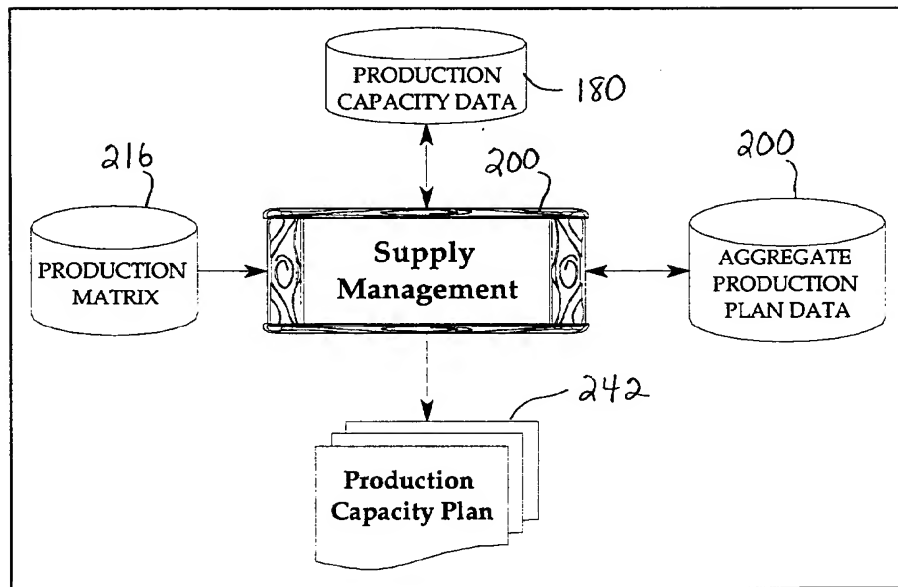 PRODUCTION
CAPACITY DATA
180
216
200
200
PRODUCTION
MATRIX
Supply
Management
AGGREGATE
PRODUCTION
PLAN DATA
242
Production
Capacity Plan